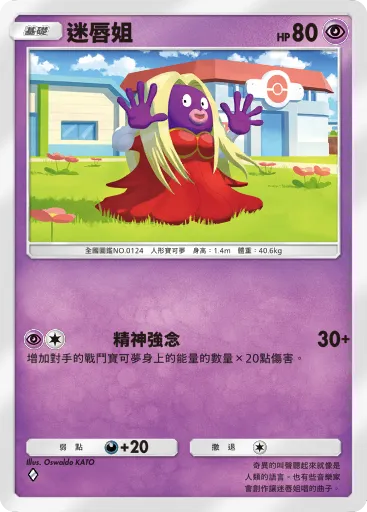 基礎 迷唇姐 HP 80
全國圖鑑NO.0124 人形寶可夢 身高：1.4m 體重：40.6kg
精神強念 30+
增加對手的戰鬥寶可夢身上的能量的數量×20點傷害。
弱點 +20 撤退
Illus. Oswaldo KATO
奇異的叫聲聽起來就像是
人類的語言。也有些音樂家
會創作讓迷唇姐唱的曲子。